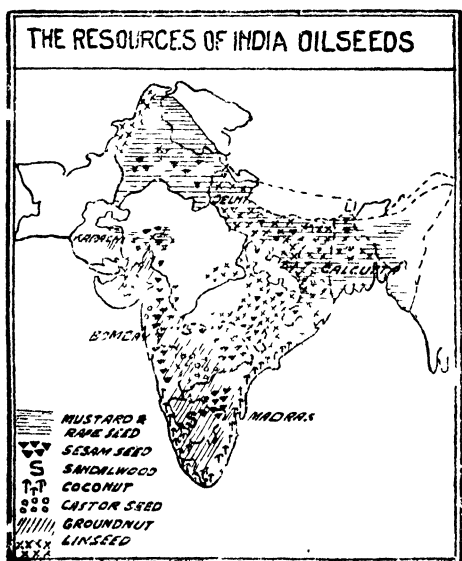 THE RESOURCES OF INDIA OILSEEDS
DELHI
KARACHI
CALCUTTA
BOMBAY
S
S
MADRAS
MUSTARD &
RAPE SEED
SESAM SEED
S SANDALWOOD
COCONUT
CASTOR SEED
GROUNDNUT
LINSEED